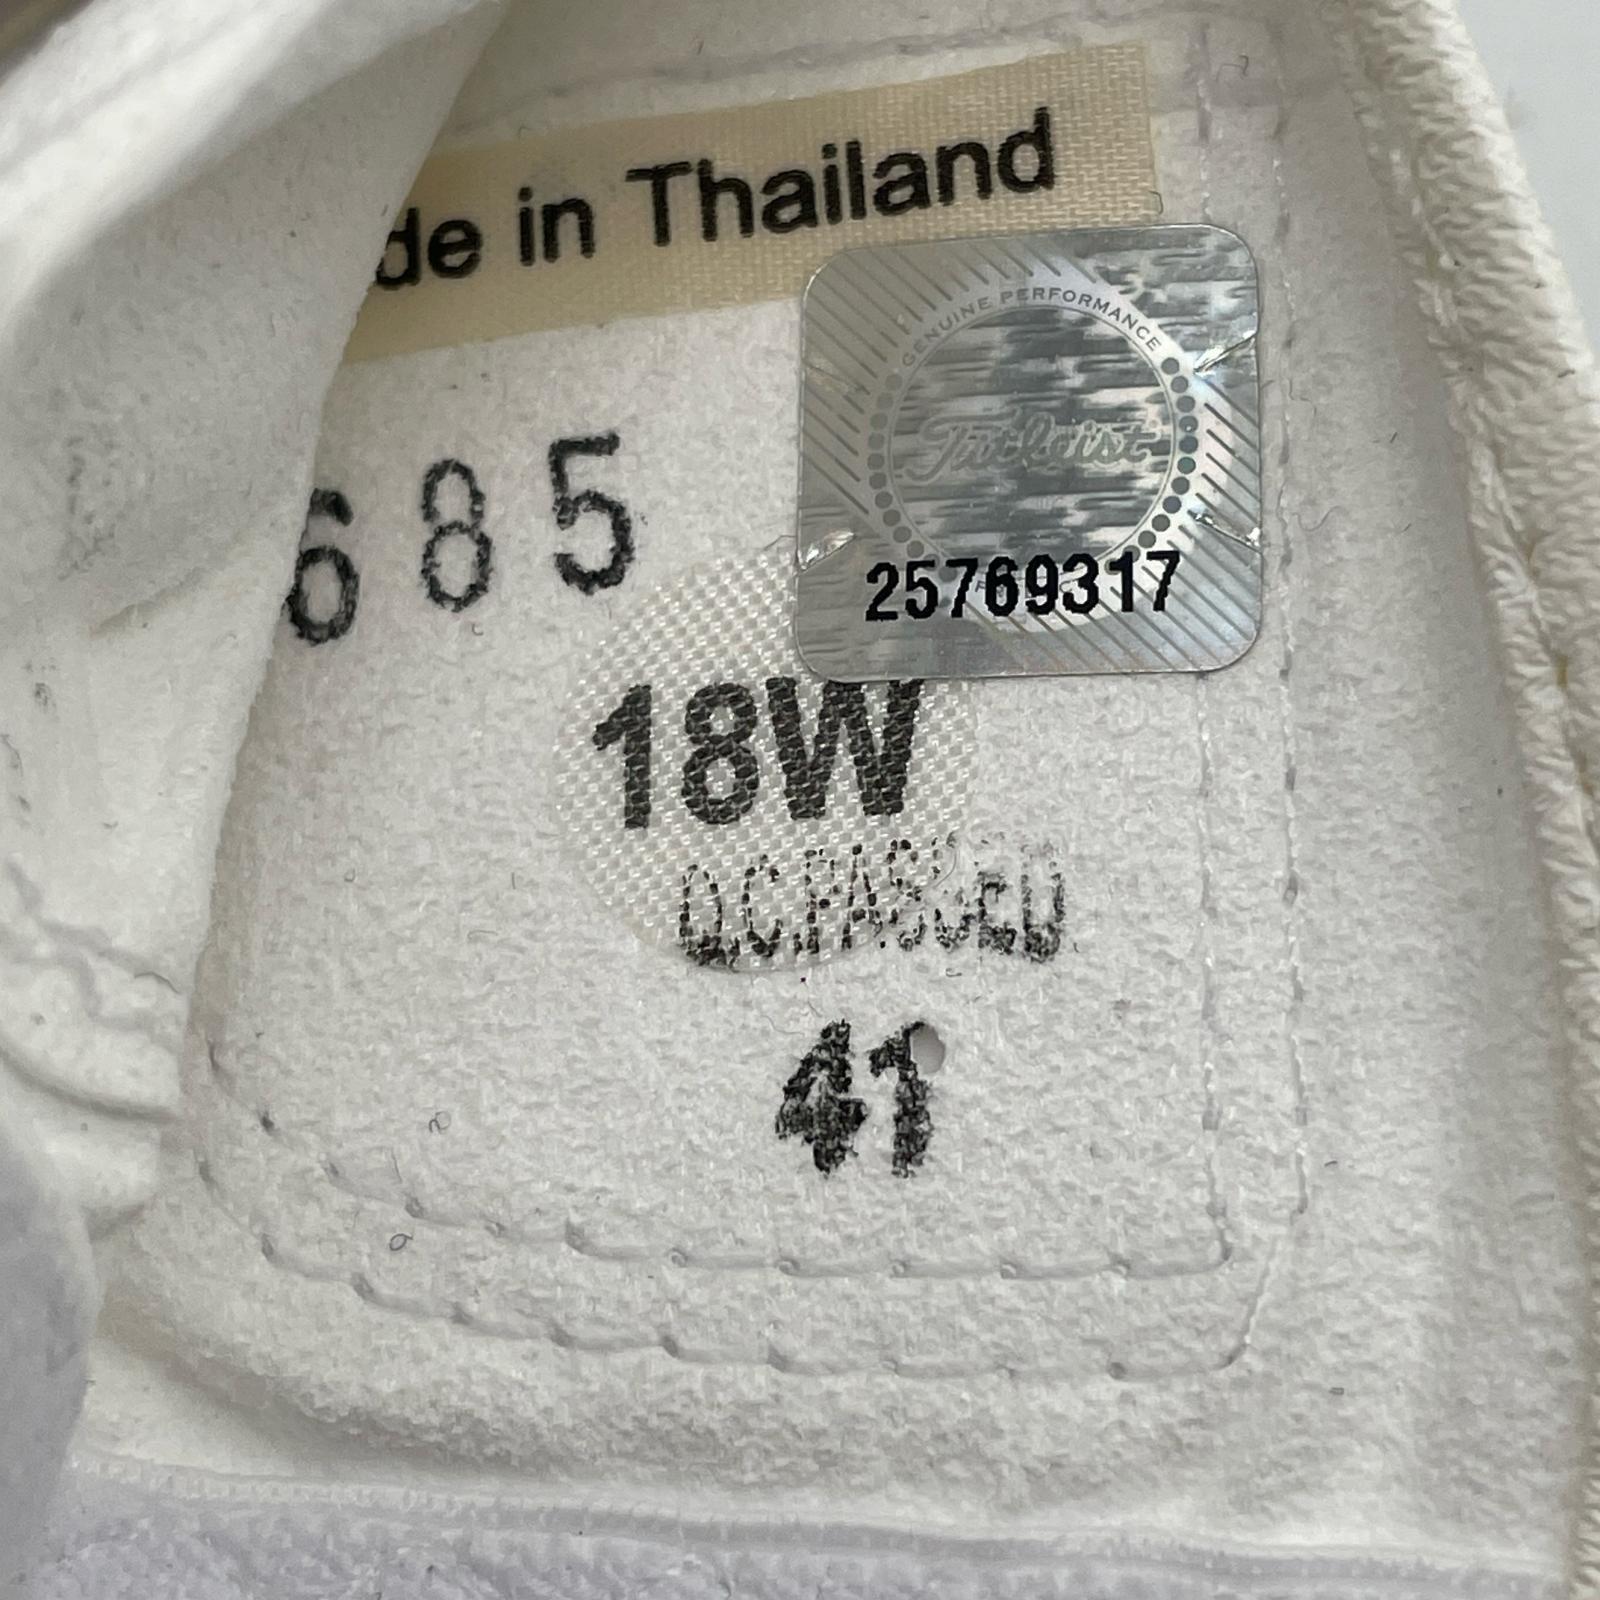 de in Thailand
GENUINE PERFORMANCE
Titleist
25769317
685
18W
Q.C.PASSED
41